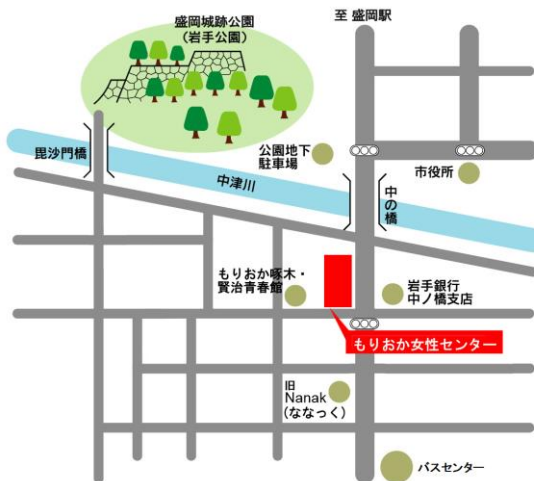 盛岡城跡公園
（岩手公園）
至 盛岡駅
毘沙門橋
公園地下
駐車場
市役所
中津川
中の橋
もりおか啄木・
賢治青春館
岩手銀行
中ノ橋支店
もりおか女性センター
旧
Nanak
(ななっく)
バスセンター